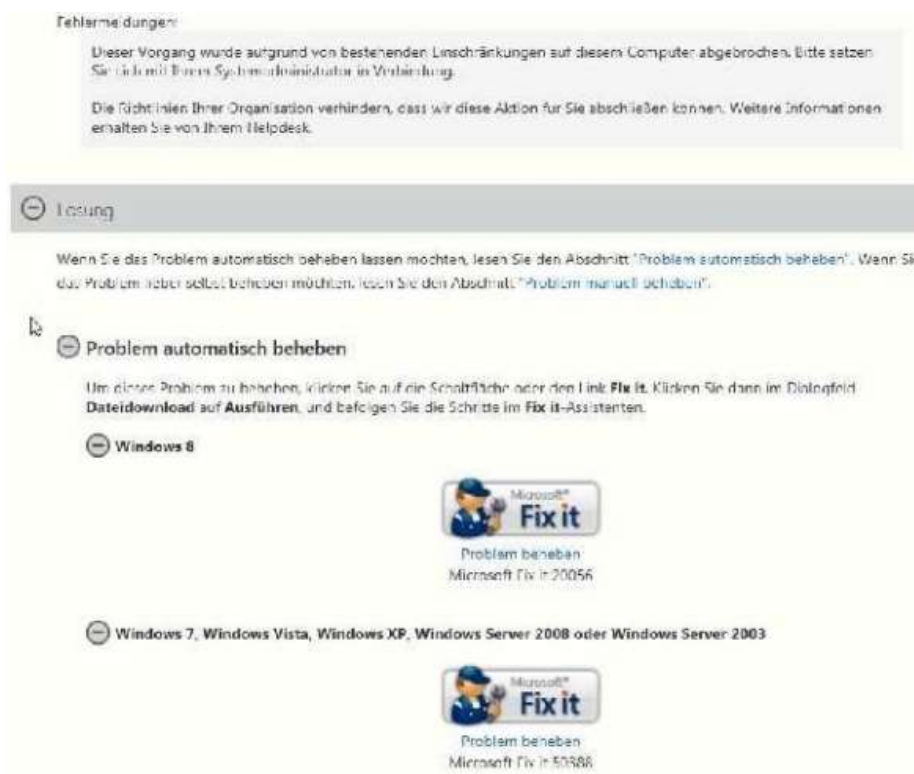 Fehlermeldungen:
Dieser Vorgang wurde aufgrund von bestehenden Einschränkungen auf diesem Computer abgebrochen. Bitte setzen
Sie sich mit Ihrem Systemadministrator in Verbindung.
Die Richtlinien Ihrer Organisation verhindern, dass wir diese Aktion für Sie abschließen können. Weitere Informationen
erhalten Sie von Ihrem Helpdesk.
Lösung
Wenn Sie das Problem automatisch beheben lassen möchten, lesen Sie den Abschnitt "Problem automatisch beheben". Wenn Sie
das Problem lieber selbst beheben möchten, lesen Sie den Abschnitt "Problem manuell beheben".
Problem automatisch beheben
Um dieses Problem zu beheben, klicken Sie auf die Schaltfläche oder den Link Fix it. Klicken Sie dann im Dialogfeld
Dateidownload auf Ausführen, und befolgen Sie die Schritte im Fix it-Assistenten.
Windows 8
Microsoft®
Fix it
Problem beheben
Microsoft Fix it 20056
Windows 7, Windows Vista, Windows XP, Windows Server 2008 oder Windows Server 2003
Microsoft®
Fix it
Problem beheben
Microsoft Fix it 50388